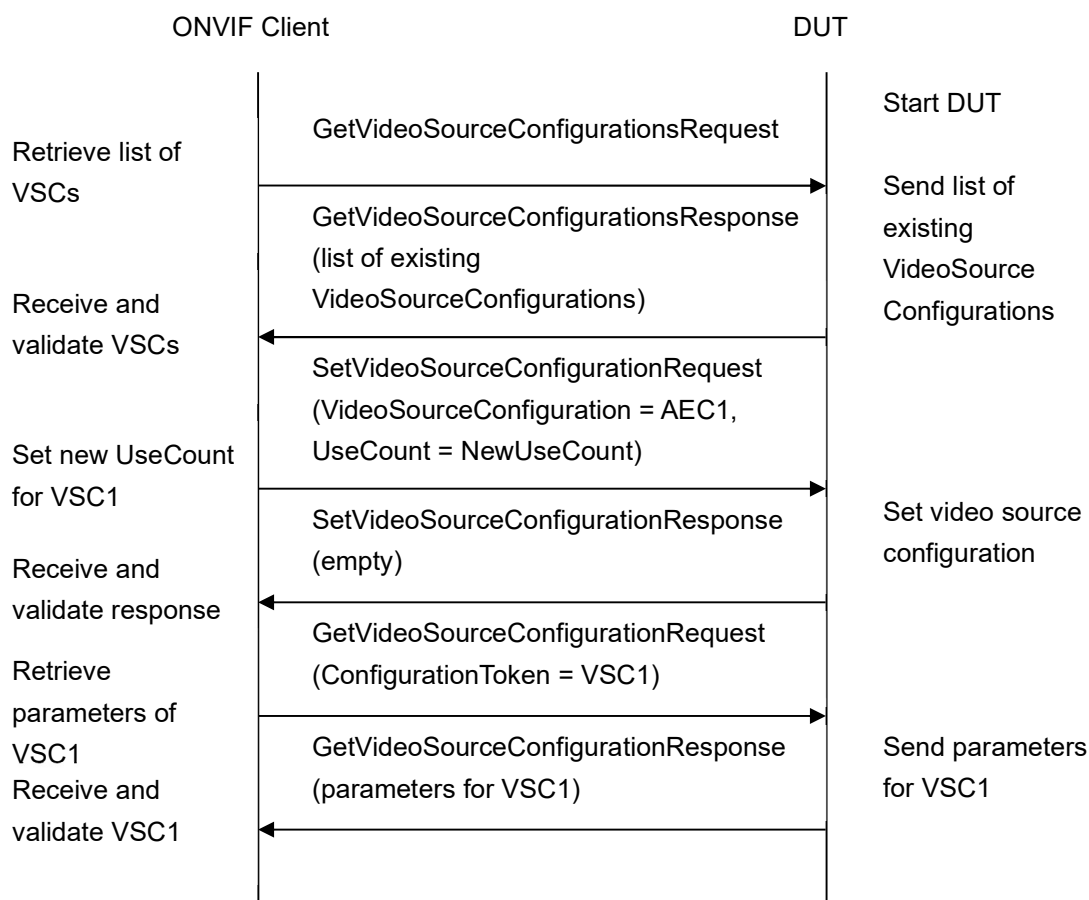 ONVIF Client
DUT
Start DUT
GetVideoSourceConfigurationsRequest
Retrieve list of
VSCs
Send list of
existing
VideoSource
Configurations
GetVideoSourceConfigurationsResponse
(list of existing
VideoSourceConfigurations)
Receive and
validate VSCs
SetVideoSourceConfigurationRequest
(VideoSourceConfiguration = AEC1,
UseCount = NewUseCount)
Set new UseCount
for VSC1
SetVideoSourceConfigurationResponse
(empty)
Set video source
configuration
Receive and
validate response
GetVideoSourceConfigurationRequest
(ConfigurationToken = VSC1)
Retrieve
parameters of
VSC1
GetVideoSourceConfigurationResponse
(parameters for VSC1)
Send parameters
for VSC1
Receive and
validate VSC1